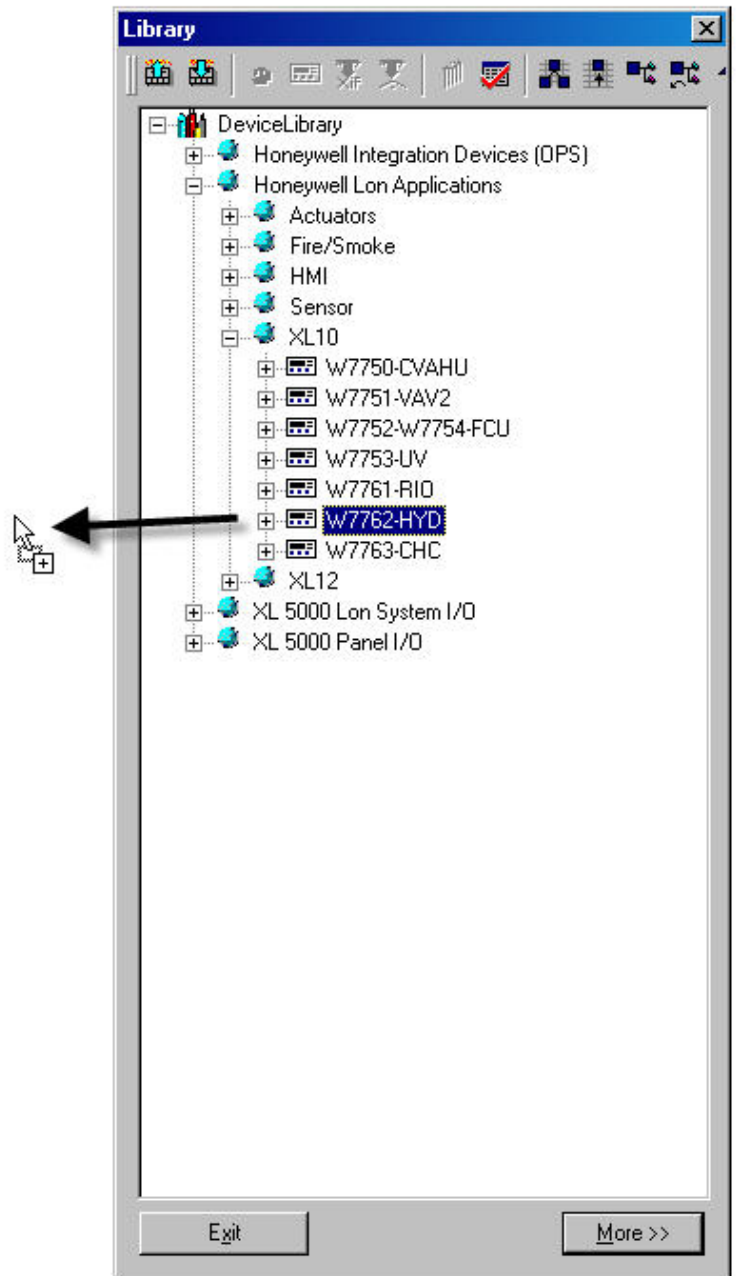 Library
XIF
DeviceLibrary
Honeywell Integration Devices (OPS)
Honeywell Lon Applications
Actuators
Fire/Smoke
HMI
Sensor
XL10
W7750-CVAHU
W7751-VAV2
W7752-W7754-FCU
W7753-UV
W7761-RIO
W7762-HYD
W7763-CHC
XL12
XL 5000 Lon System I/O
XL 5000 Panel I/O
Exit
More >>